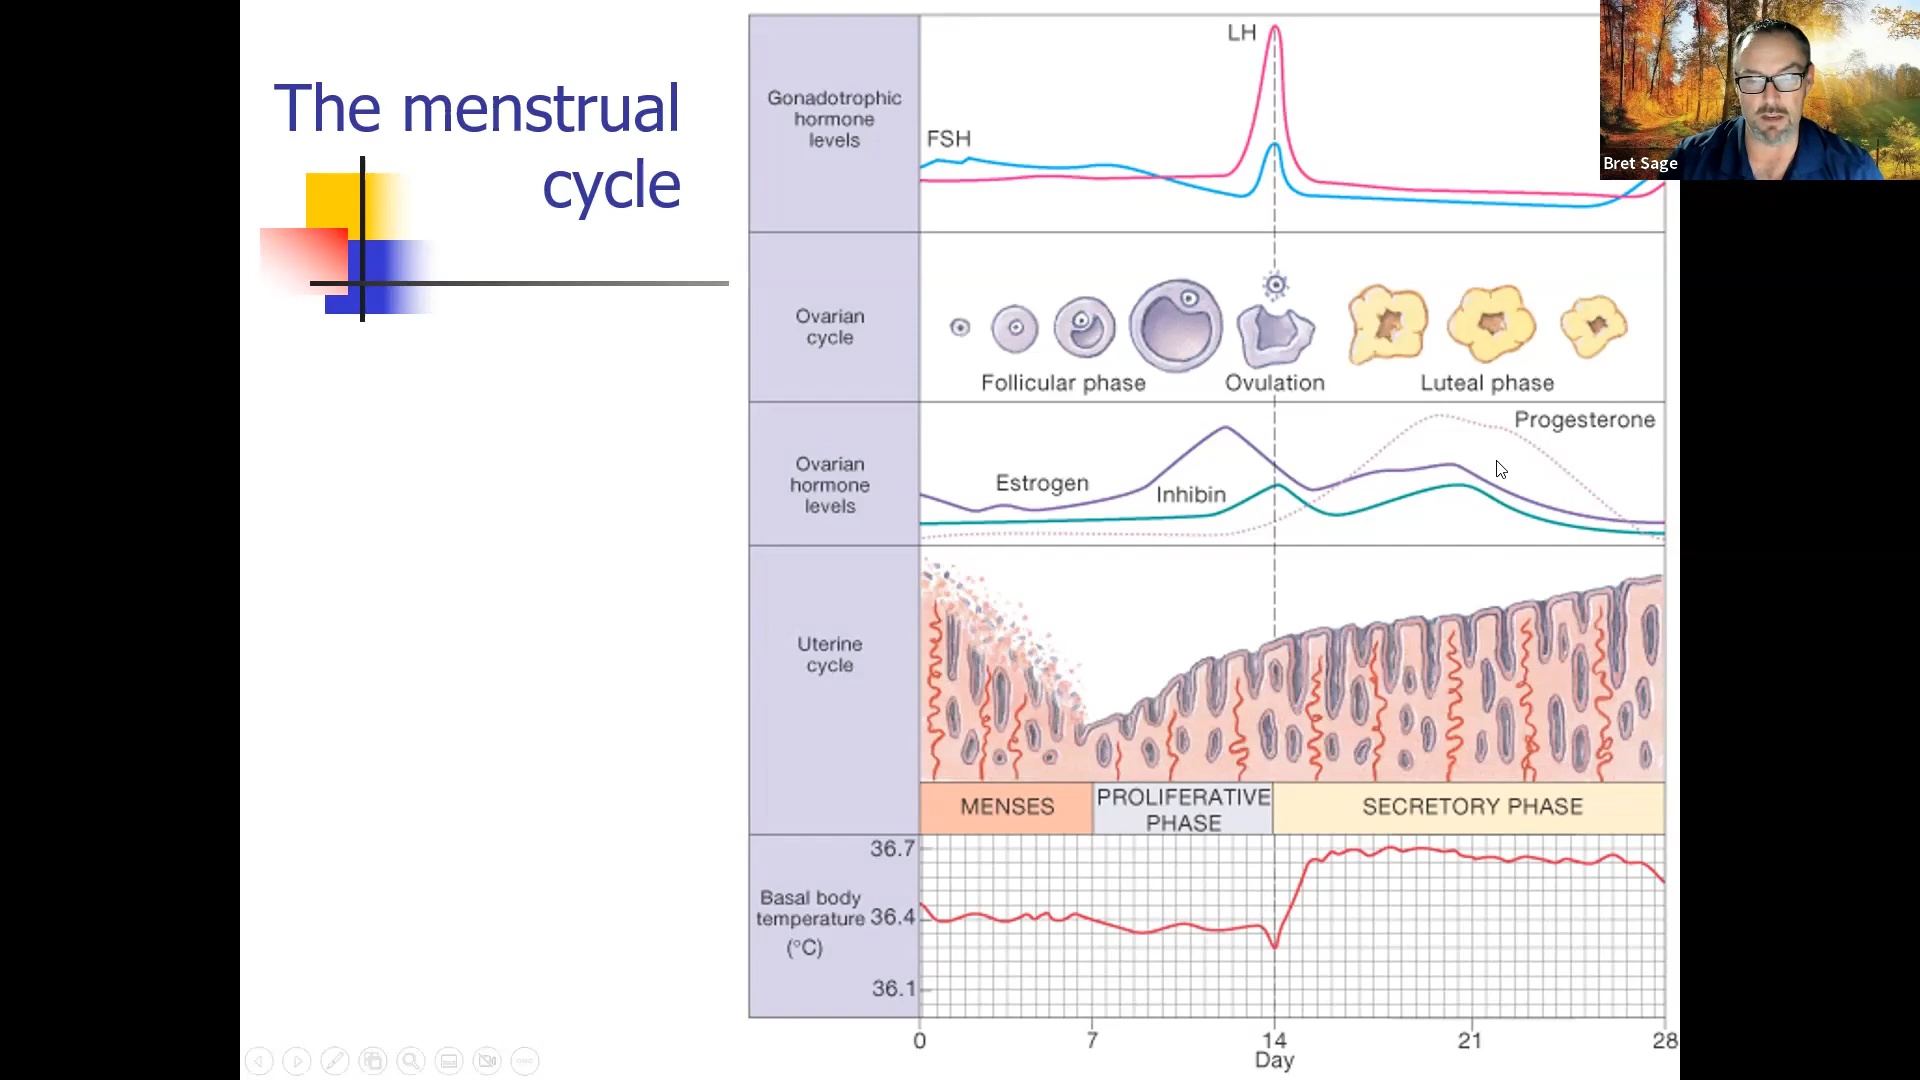 The menstrual
cycle
Gonadotrophic
hormone
levels
LH
FSH
Bret Sage
Ovarian
cycle
Follicular phase
Ovulation
Luteal phase
Ovarian
hormone
levels
Estrogen
Inhibin
Progesterone
Uterine
cycle
MENSES
PROLIFERATIVE
PHASE
SECRETORY PHASE
Basal body
temperature
(°C)
36.7
36.4
36.1
0
7
14
21
28
Day